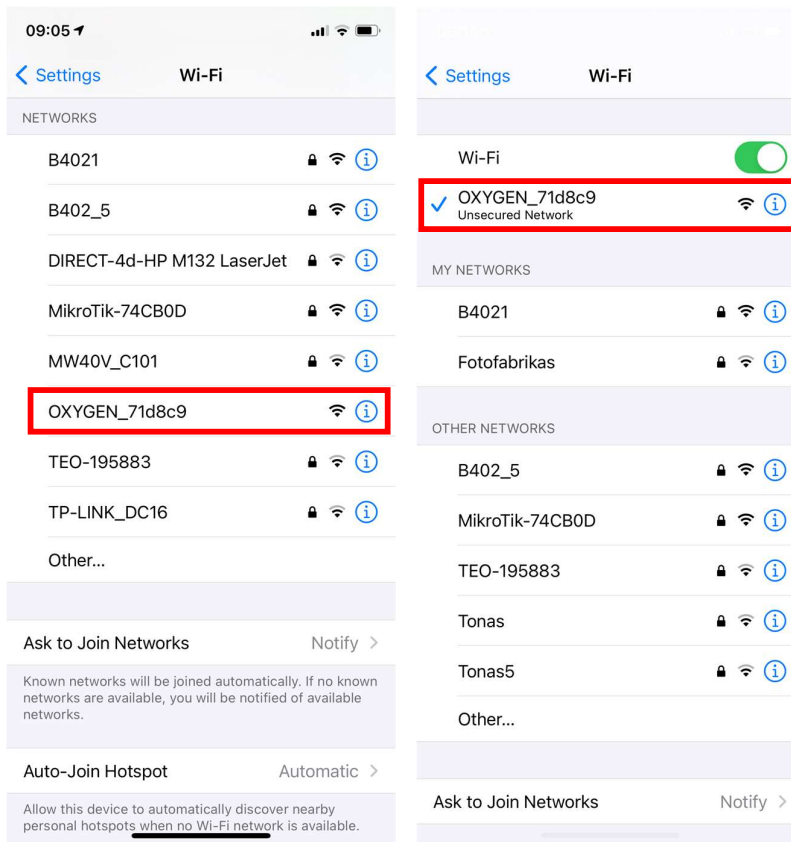 09:05
Settings
Wi-Fi
NETWORKS
B4021
B402_5
DIRECT-4d-HP M132 LaserJet
MikroTik-74CB0D
MW40V_C101
OXYGEN_71d8c9
TEO-195883
TP-LINK_DC16
Other...
Ask to Join Networks Notify
Known networks will be joined automatically. If no known
networks are available, you will be notified of available
networks.
Auto-Join Hotspot Automatic
Allow this device to automatically discover nearby
personal hotspots when no Wi-Fi network is available.
Settings
Wi-Fi
Wi-Fi
OXYGEN_71d8c9
Unsecured Network
MY NETWORKS
B4021
Fotofabrikas
OTHER NETWORKS
B402_5
MikroTik-74CB0D
TEO-195883
Tonas
Tonas5
Other...
Ask to Join Networks Notify